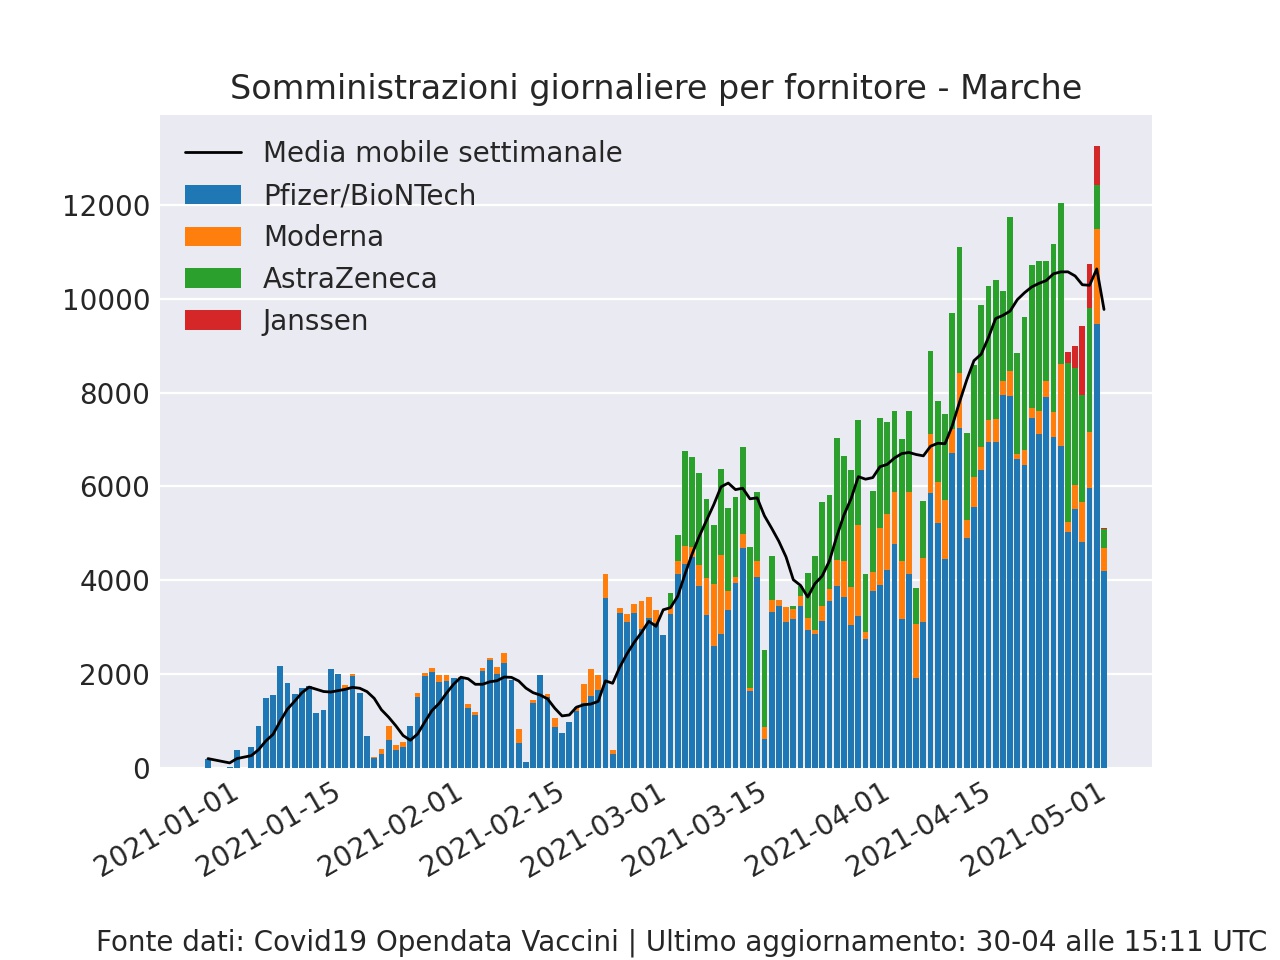 Somministrazioni giornaliere per fornitore - Marche
Media mobile settimanale
Pfizer/BioNTech
Moderna
AstraZeneca
Janssen
12000
10000
8000
6000
4000
2000
0
2021-01-01
2021-01-15
2021-02-01
2021-02-15
2021-03-01
2021-03-15
2021-04-01
2021-04-15
2021-05-01
Fonte dati: Covid19 Opendata Vaccini | Ultimo aggiornamento: 30-04 alle 15:11 UTC